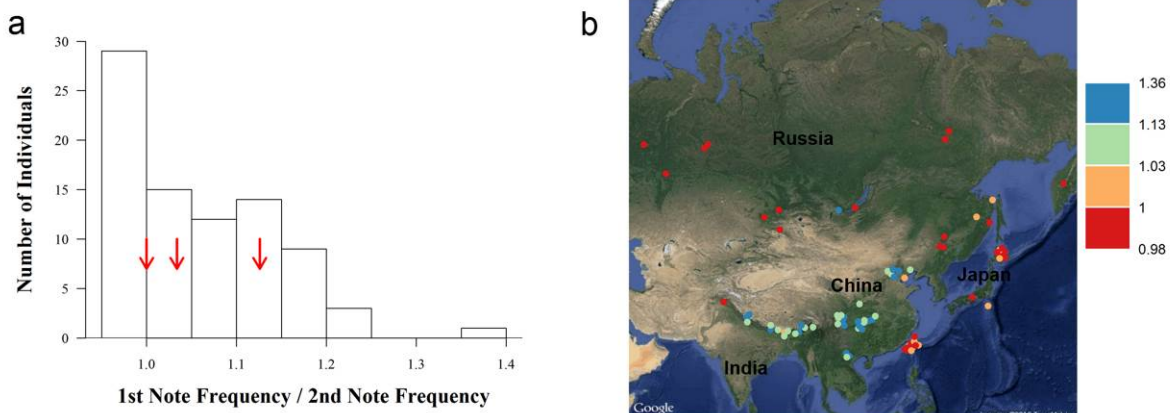 a
30
25
20
15
10
5
0
Number of Individuals
1.0 1.1 1.2 1.3 1.4
1st Note Frequency / 2nd Note Frequency
b
Russia
China
Japan
India
Google
1.36
1.13
1.03
1
0.98